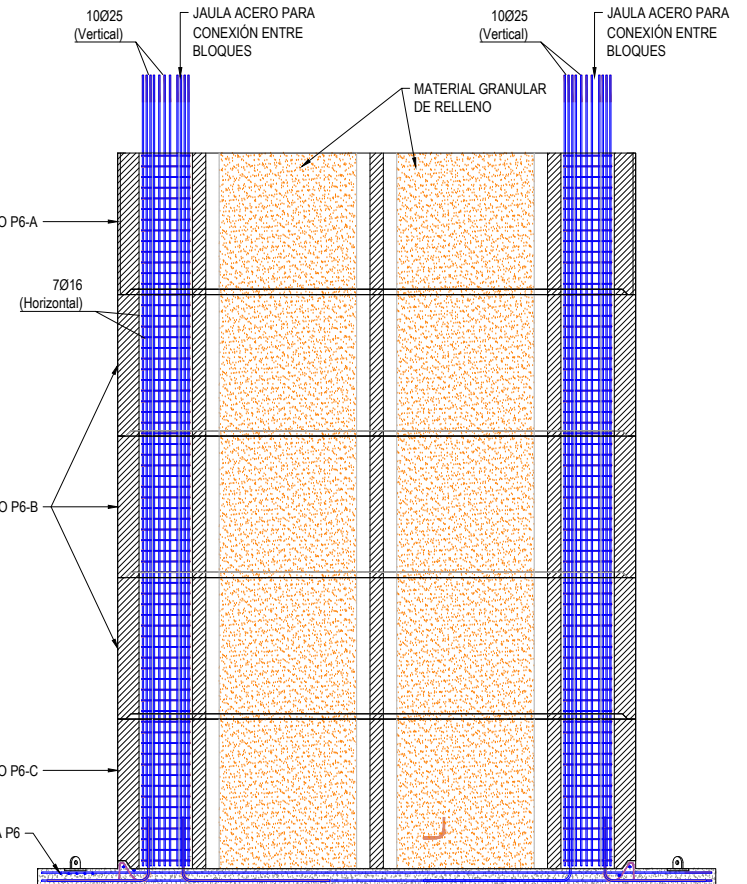 10Ø25
(Vertical)
JAULA ACERO PARA
CONEXIÓN ENTRE
BLOQUES
10Ø25
(Vertical)
JAULA ACERO PARA
CONEXIÓN ENTRE
BLOQUES
MATERIAL GRANULAR
DE RELLENO
O P6-A
7Ø16
(Horizontal)
O P6-B
O P6-C
A P6